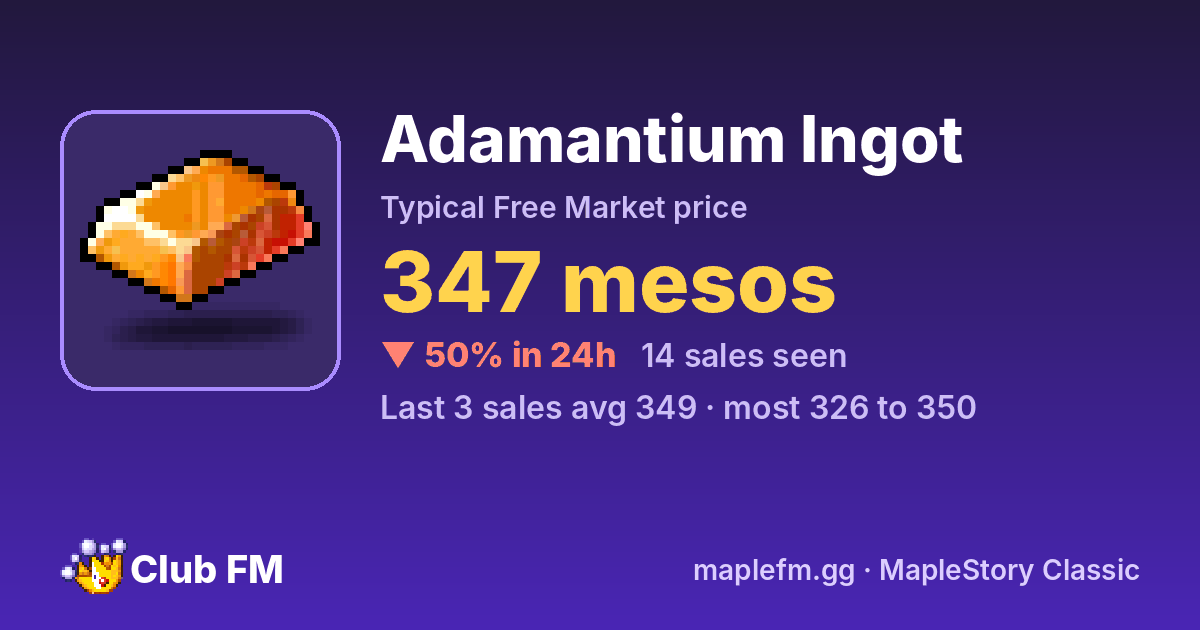 Adamantium Ingot
Typical Free Market price
347 mesos
▼ 50% in 24h 14 sales seen
Last 3 sales avg 349 · most 326 to 350
Club FM
maplefm.gg · MapleStory Classic